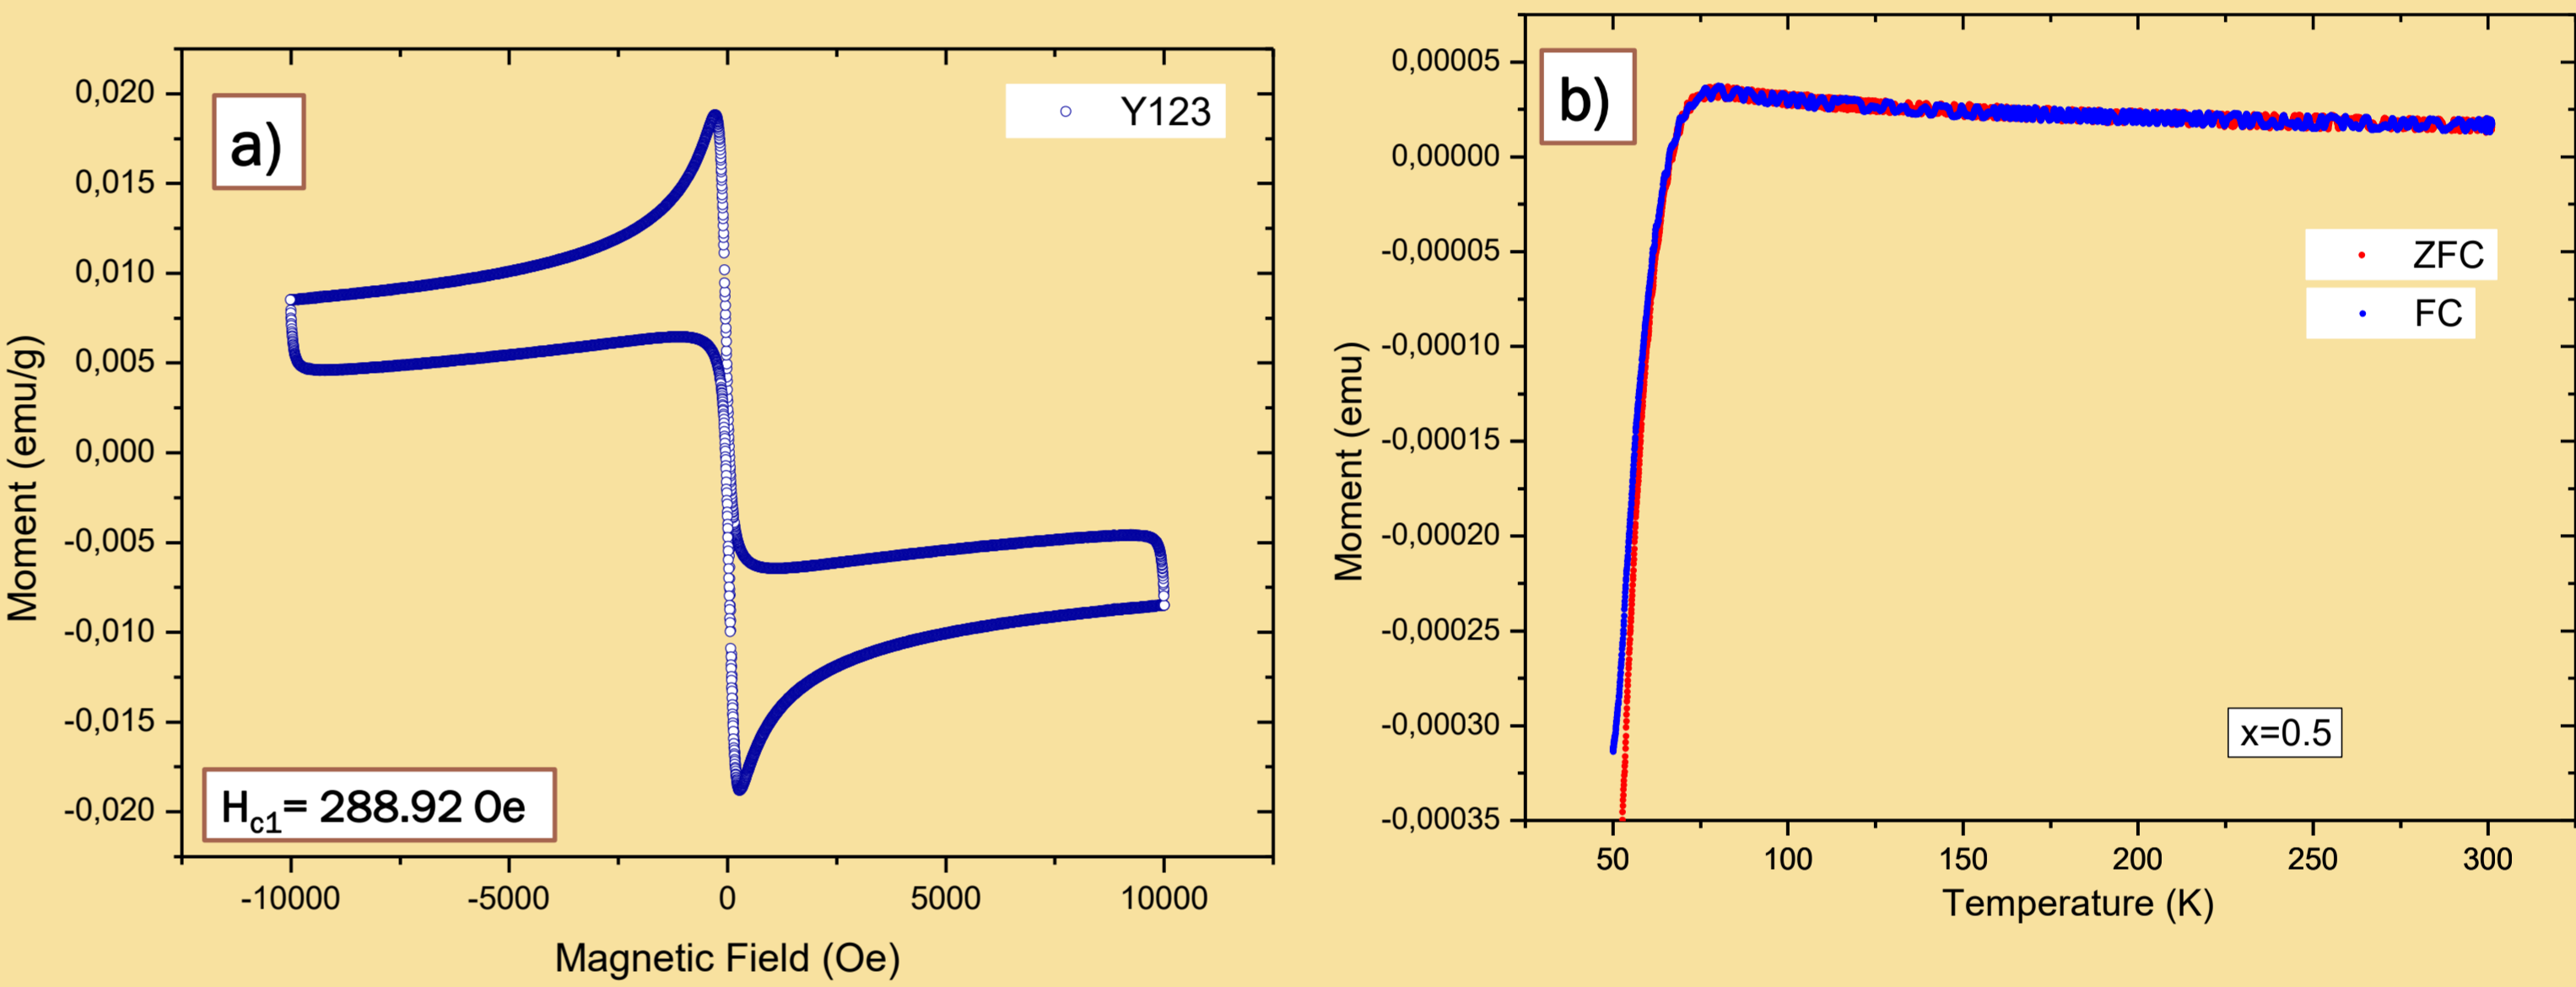 a)
Y123
0,020
0,015
0,010
0,005
0,000
-0,005
-0,010
-0,015
-0,020
Moment (emu/g)
Hc1= 288.92 Oe
-10000 -5000 0 5000 10000
Magnetic Field (Oe)
b)
0,00005
0,00000
-0,00005
-0,00010
-0,00015
-0,00020
-0,00025
-0,00030
-0,00035
Moment (emu)
ZFC
FC
x=0.5
50 100 150 200 250 300
Temperature (K)